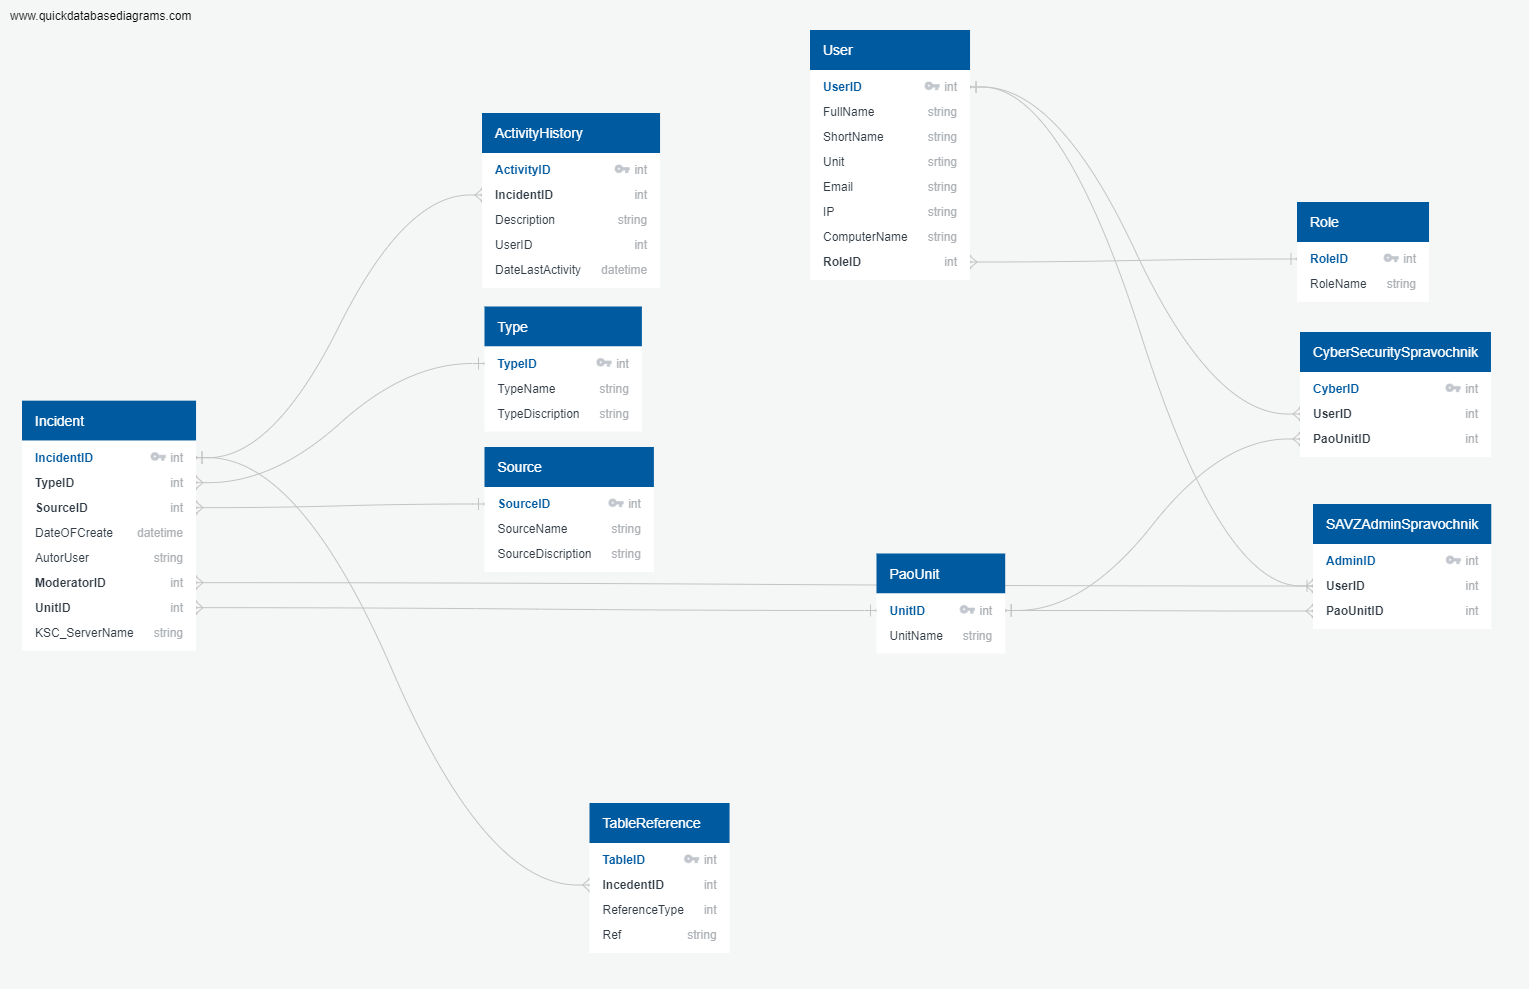 www.quickdatabasediagrams.com
User
UserID int
FullName string
ShortName string
Unit srting
Email string
IP string
ComputerName string
RoleID int
ActivityHistory
ActivityID int
IncidentID int
Description string
UserID int
DateLastActivity datetime
Role
RoleID int
RoleName string
Type
TypeID int
TypeName string
TypeDiscription string
CyberSecuritySpravochnik
CyberID int
UserID int
PaoUnitID int
Incident
IncidentID int
TypeID int
SourceID int
DateOFCreate datetime
AutorUser string
ModeratorID int
UnitID int
KSC_ServerName string
Source
SourceID int
SourceName string
SourceDiscription string
SAVZAdminSpravochnik
AdminID int
UserID int
PaoUnitID int
PaoUnit
UnitID int
UnitName string
TableReference
TableID int
IncedentID int
ReferenceType int
Ref string